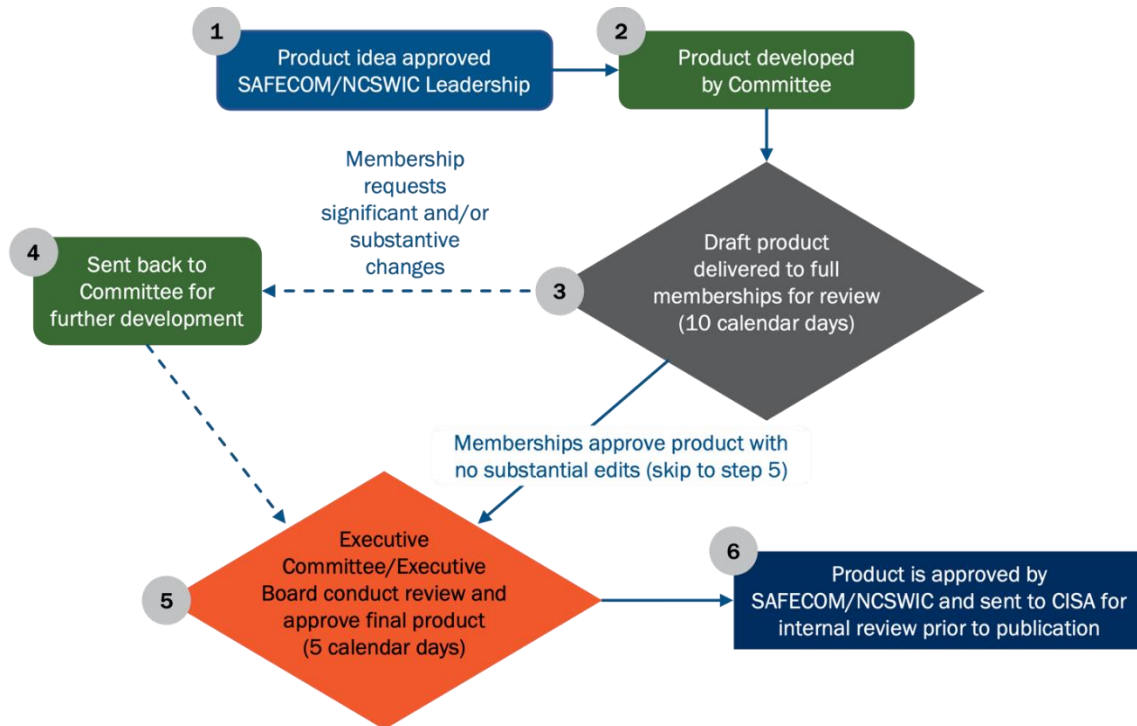 1
Product idea approved
SAFECOM/NCSWIC Leadership
2
Product developed
by Committee
Membership
requests
significant and/or
substantive
changes
3
Draft product
delivered to full
memberships for review
(10 calendar days)
4
Sent back to
Committee for
further development
Memberships approve product with
no substantial edits (skip to step 5)
5
Executive
Committee/Executive
Board conduct review and
approve final product
(5 calendar days)
6
Product is approved by
SAFECOM/NCSWIC and sent to CISA for
internal review prior to publication